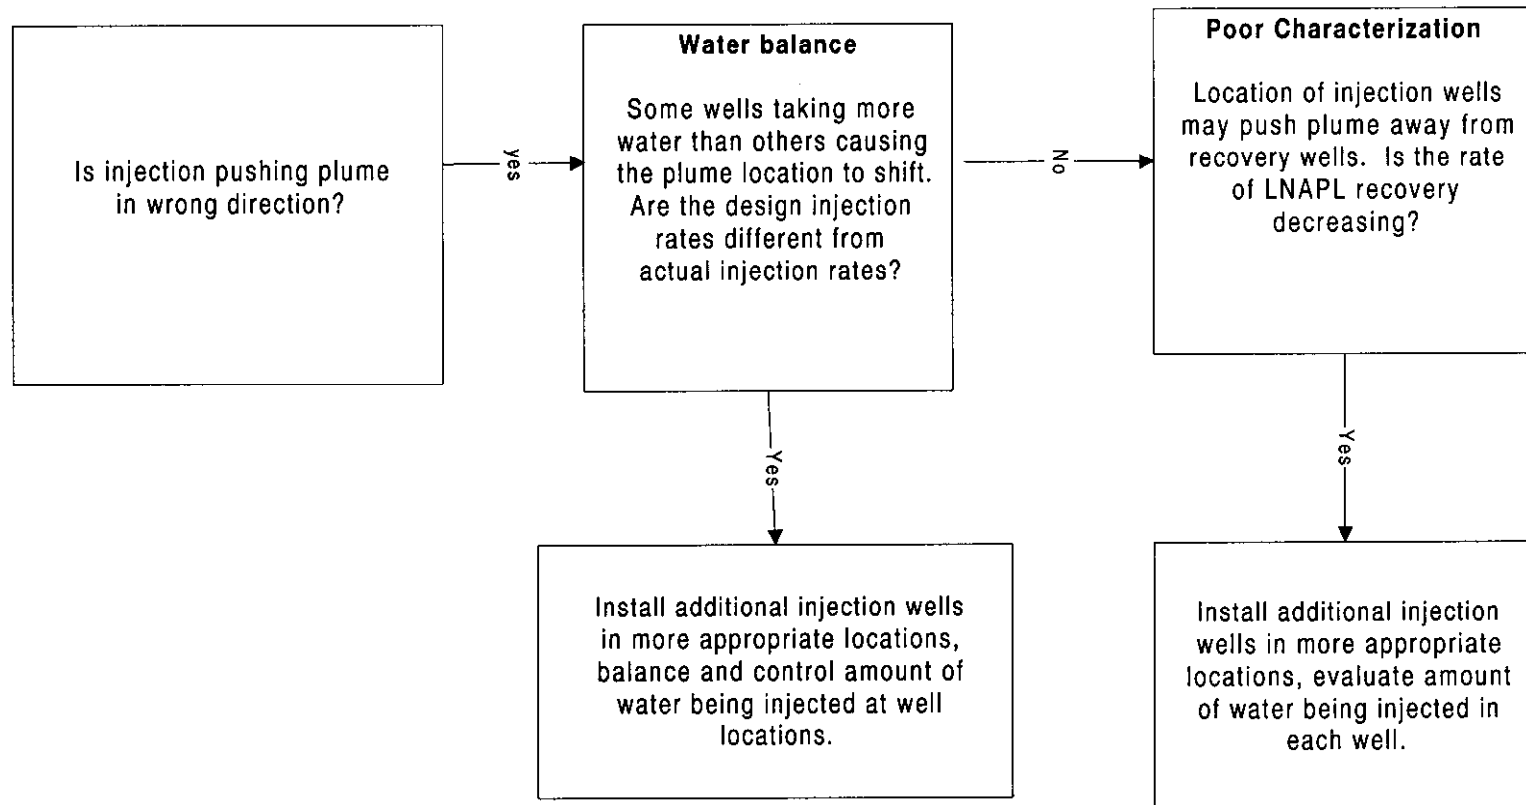 Is injection pushing plume
in wrong direction?
yes
Water balance
Some wells taking more
water than others causing
the plume location to shift.
Are the design injection
rates different from
actual injection rates?
No
Poor Characterization
Location of injection wells
may push plume away from
recovery wells. Is the rate
of LNAPL recovery
decreasing?
Yes
Yes
Install additional injection wells
in more appropriate locations,
balance and control amount of
water being injected at well
locations.
Install additional injection
wells in more appropriate
locations, evaluate amount
of water being injected in
each well.